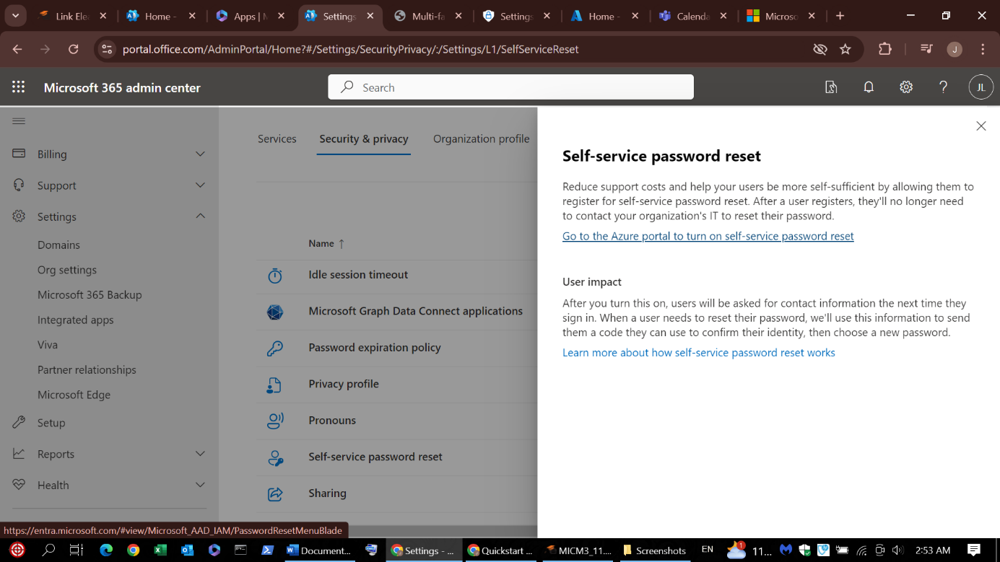 Link Ele
Home -
Apps | M
Settings
Multi-fa
Settings
Home -
Calenda
Microso
portal.office.com/AdminPortal/Home?#/Settings/SecurityPrivacy/:/Settings/L1/SelfServiceReset
J
Microsoft 365 admin center
Search
JL
Billing
Support
Settings
Domains
Org settings
Microsoft 365 Backup
Integrated apps
Viva
Partner relationships
Microsoft Edge
Setup
Reports
Health
Services
Security & privacy
Organization profile
Name ↑
Idle session timeout
Microsoft Graph Data Connect applications
Password expiration policy
Privacy profile
Pronouns
Self-service password reset
Sharing
Self-service password reset
Reduce support costs and help your users be more self-sufficient by allowing them to
register for self-service password reset. After a user registers, they'll no longer need
to contact your organization's IT to reset their password.
Go to the Azure portal to turn on self-service password reset
User impact
After you turn this on, users will be asked for contact information the next time they
sign in. When a user needs to reset their password, we'll use this information to send
them a code they can use to confirm their identity, then choose a new password.
Learn more about how self-service password reset works
https://entra.microsoft.com/#view/Microsoft_AAD_IAM/PasswordResetMenuBlade
Document...
Settings - ...
Quickstart ...
MICM3_11....
Screenshots
EN
1
11...
2:53 AM